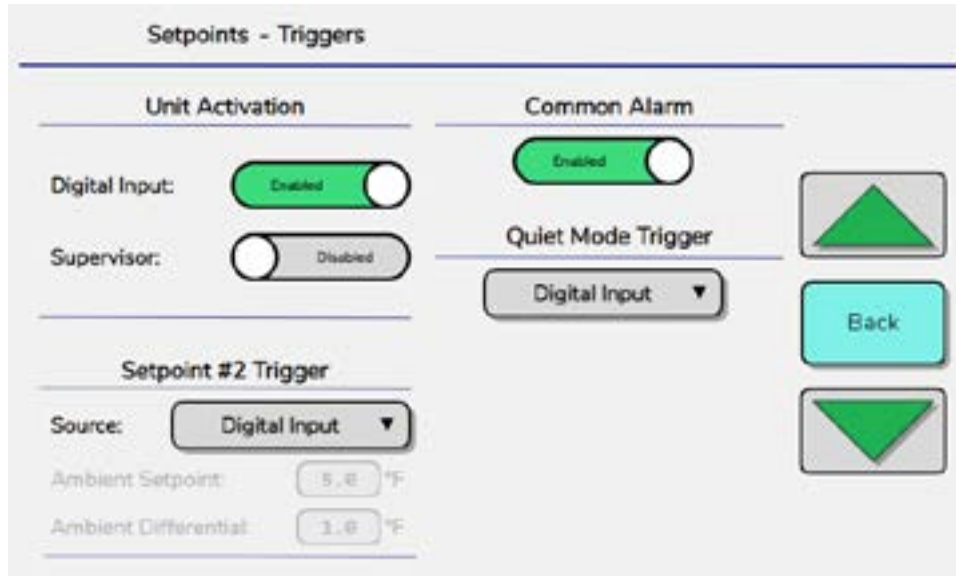 Setpoints - Triggers
Unit Activation
Digital Input:
Enabled
Supervisor:
Disabled
Setpoint #2 Trigger
Source:
Digital Input ▼
Ambient Setpoint:
5.0 °F
Ambient Differential:
1.0 °F
Common Alarm
Enabled
Quiet Mode Trigger
Digital Input ▼
Back